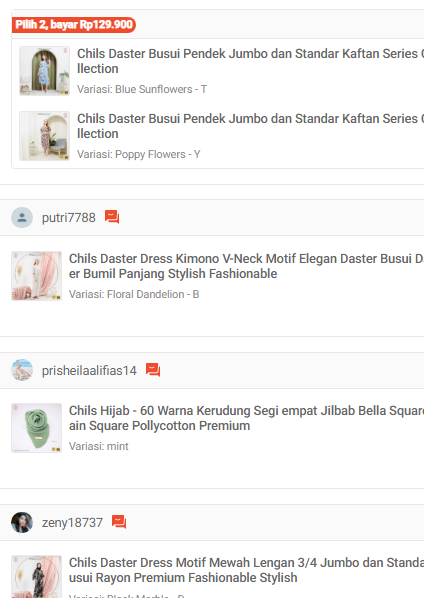 Pilih 2, bayar Rp129.900
Chils Daster Busui Pendek Jumbo dan Standar Kaftan Series
llection
Variasi: Blue Sunflowers - T
Chils Daster Busui Pendek Jumbo dan Standar Kaftan Series
llection
Variasi: Poppy Flowers - Y
putri7788
Chils Daster Dress Kimono V-Neck Motif Elegan Daster Busui
er Bumil Panjang Stylish Fashionable
Variasi: Floral Dandelion - B
prisheilaalifias14
Chils Hijab - 60 Warna Kerudung Segi empat Jilbab Bella Square
ain Square Pollycotton Premium
Variasi: mint
zeny18737
Chils Daster Dress Motif Mewah Lengan 3/4 Jumbo dan Standa
usui Rayon Premium Fashionable Stylish